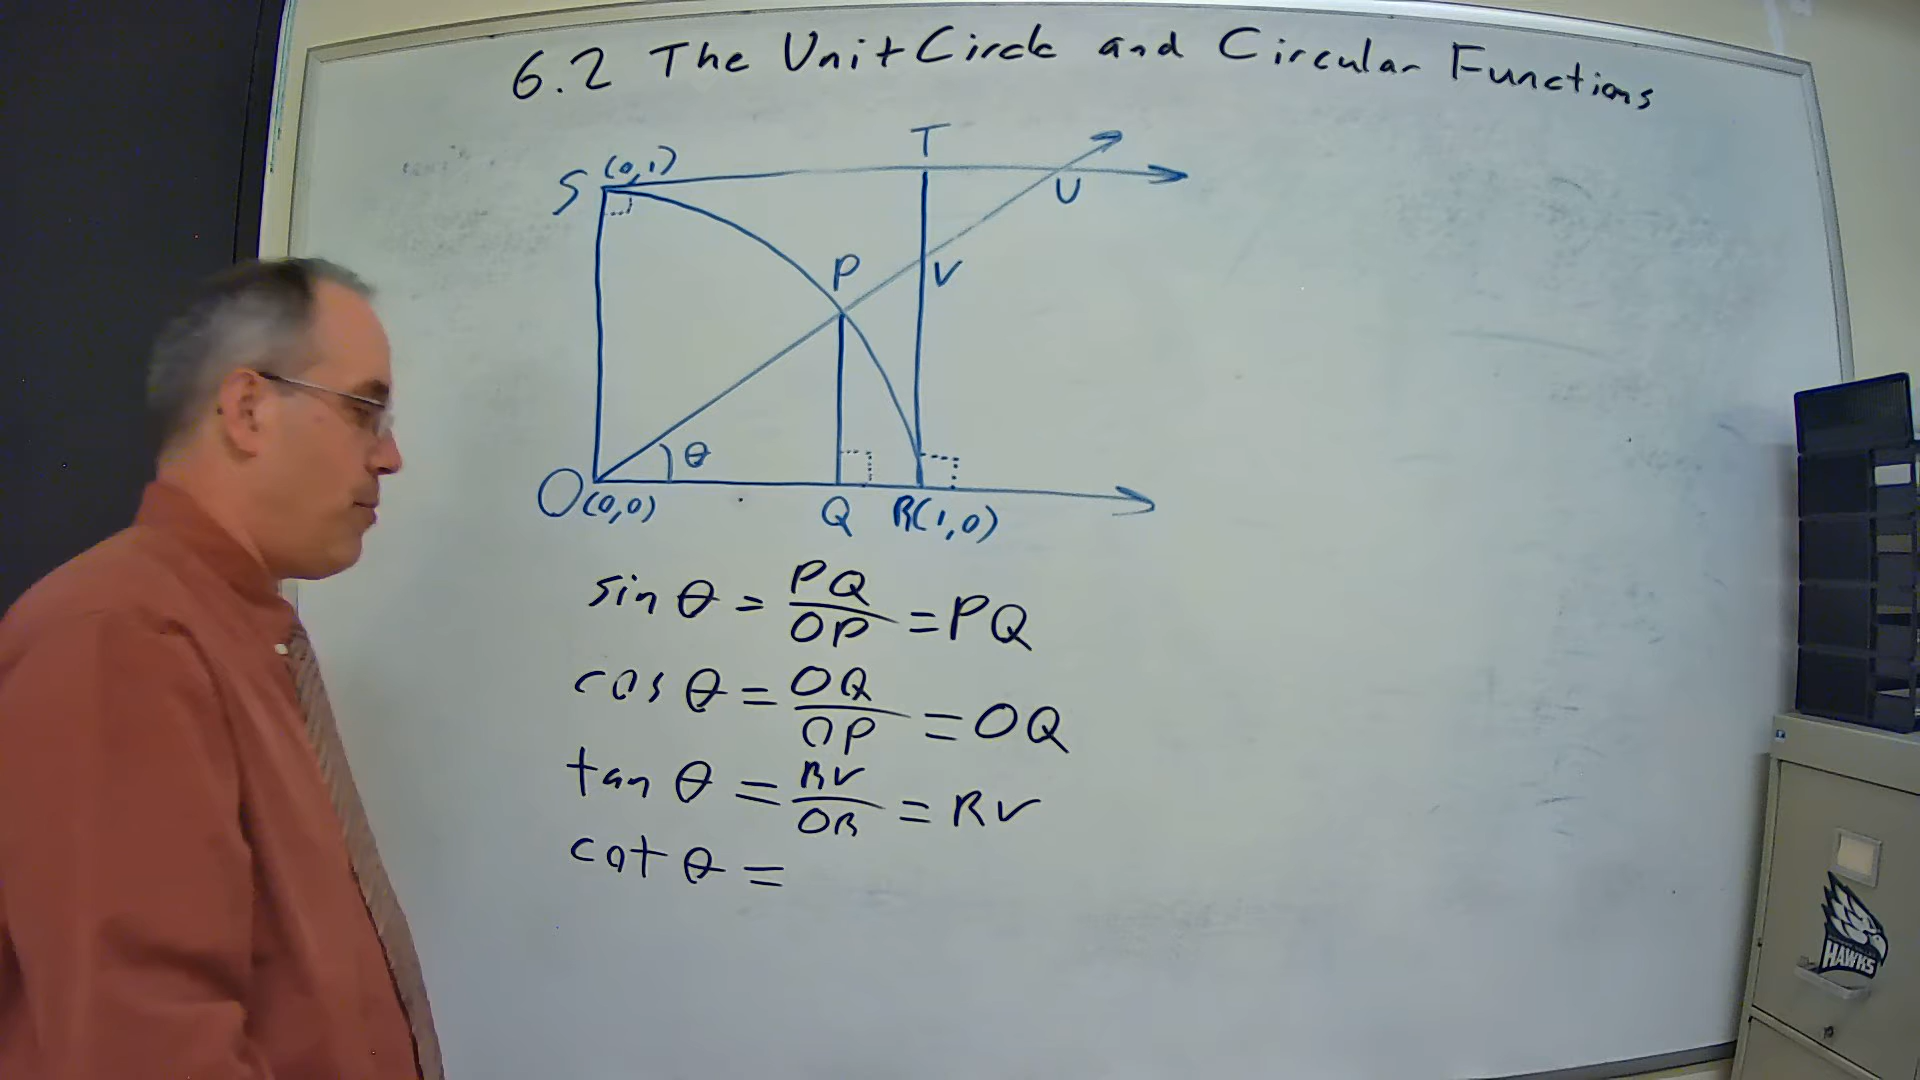 6.2 The Unit Circle and Circular Functions
T
S (0,1)
U
P
V
θ
O(0,0)
Q R(1,0)
sin θ = PQ/OP = PQ
cos θ = OQ/OP = OQ
tan θ = RV/OR = RV
cot θ =
HAWKS